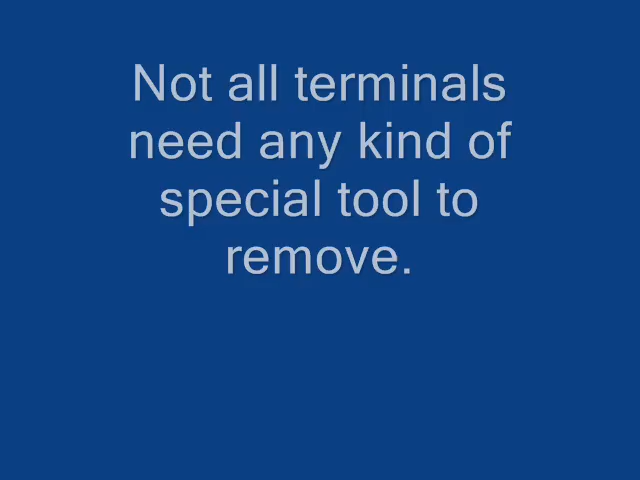 Not all terminals
need any kind of
special tool to
remove.